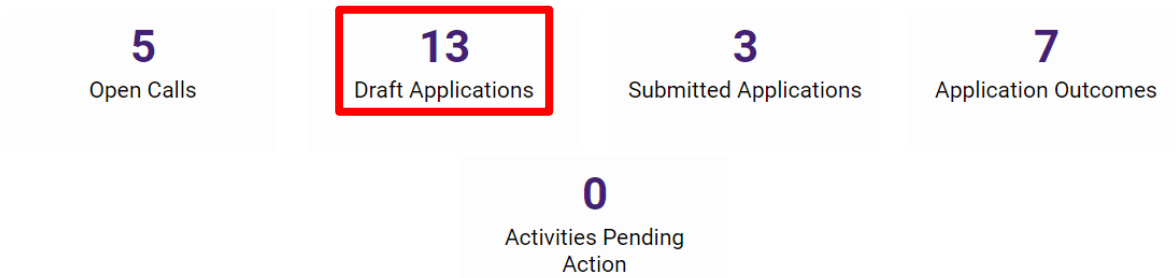 5
Open Calls
13
Draft Applications
3
Submitted Applications
7
Application Outcomes
0
Activities Pending
Action